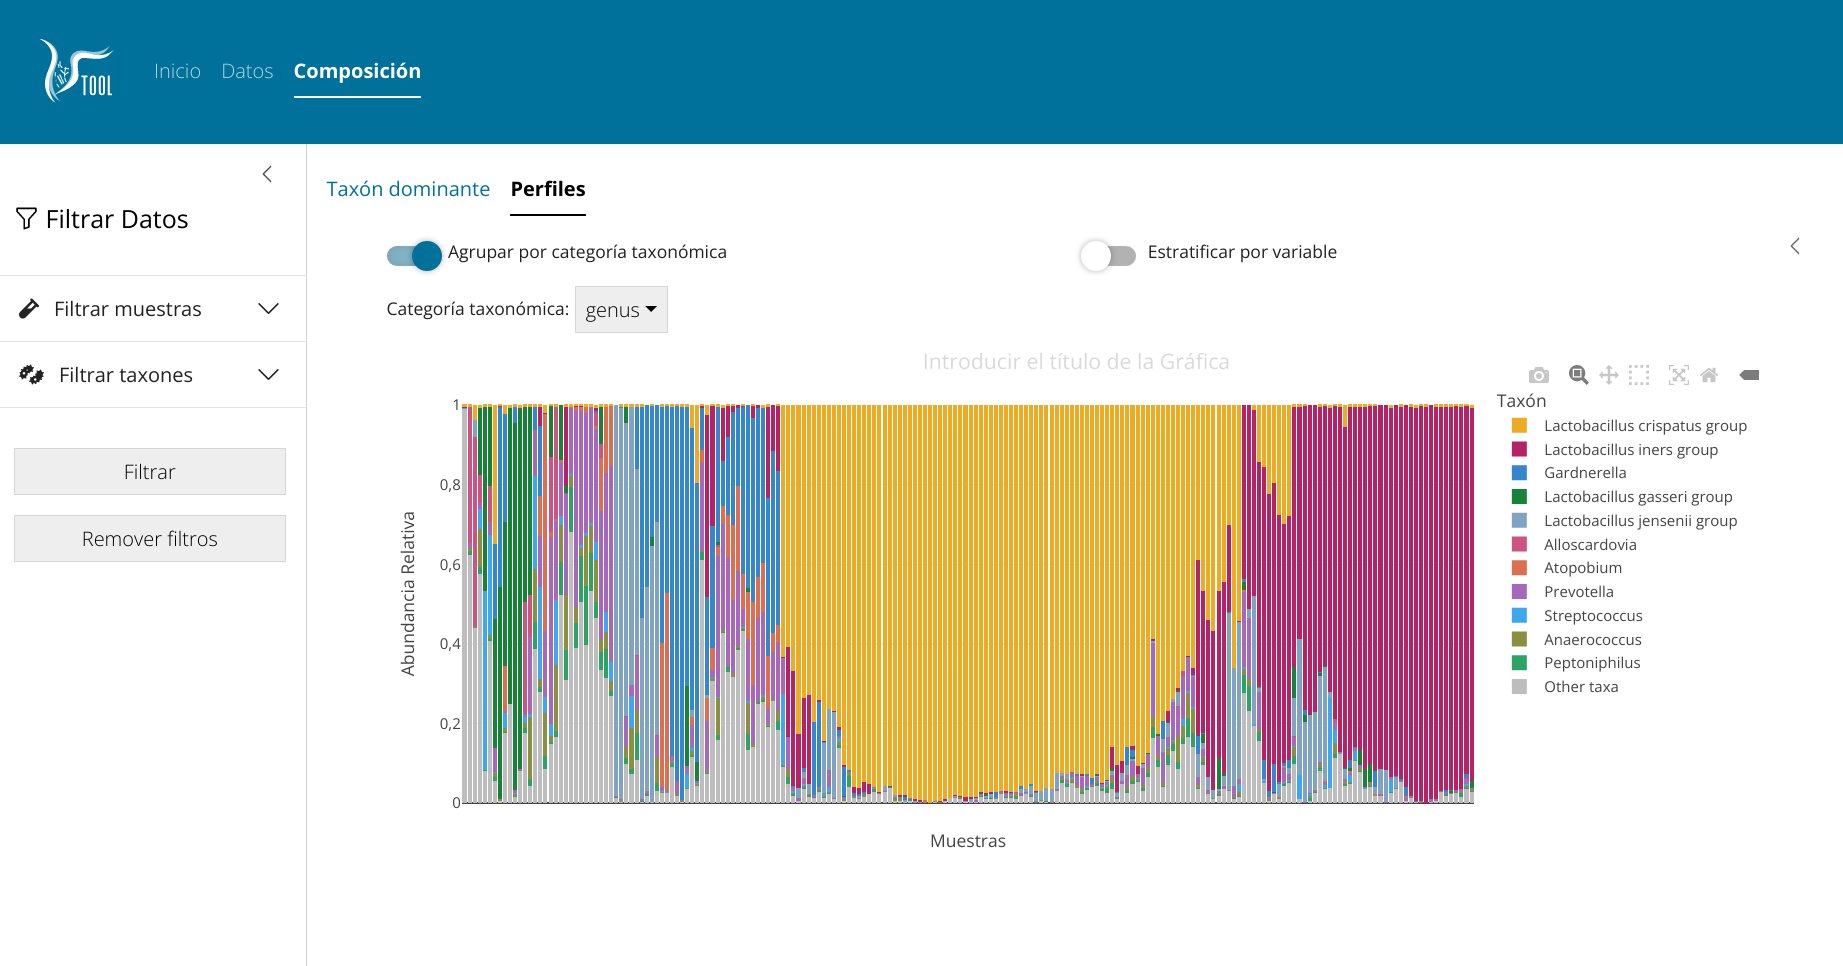 TOOL
Inicio Datos Composición
Filtrar Datos
Filtrar muestras
Filtrar taxones
Filtrar
Remover filtros
Taxón dominante Perfiles
Agrupar por categoría taxonómica
Estratificar por variable
Categoría taxonómica: genus
Introducir el título de la Gráfica
Abundancia Relativa
1
0,8
0,6
0,4
0,2
0
Muestras
Taxón
Lactobacillus crispatus group
Lactobacillus iners group
Gardnerella
Lactobacillus gasseri group
Lactobacillus jensenii group
Alloscardovia
Atopobium
Prevotella
Streptococcus
Anaerococcus
Peptoniphilus
Other taxa